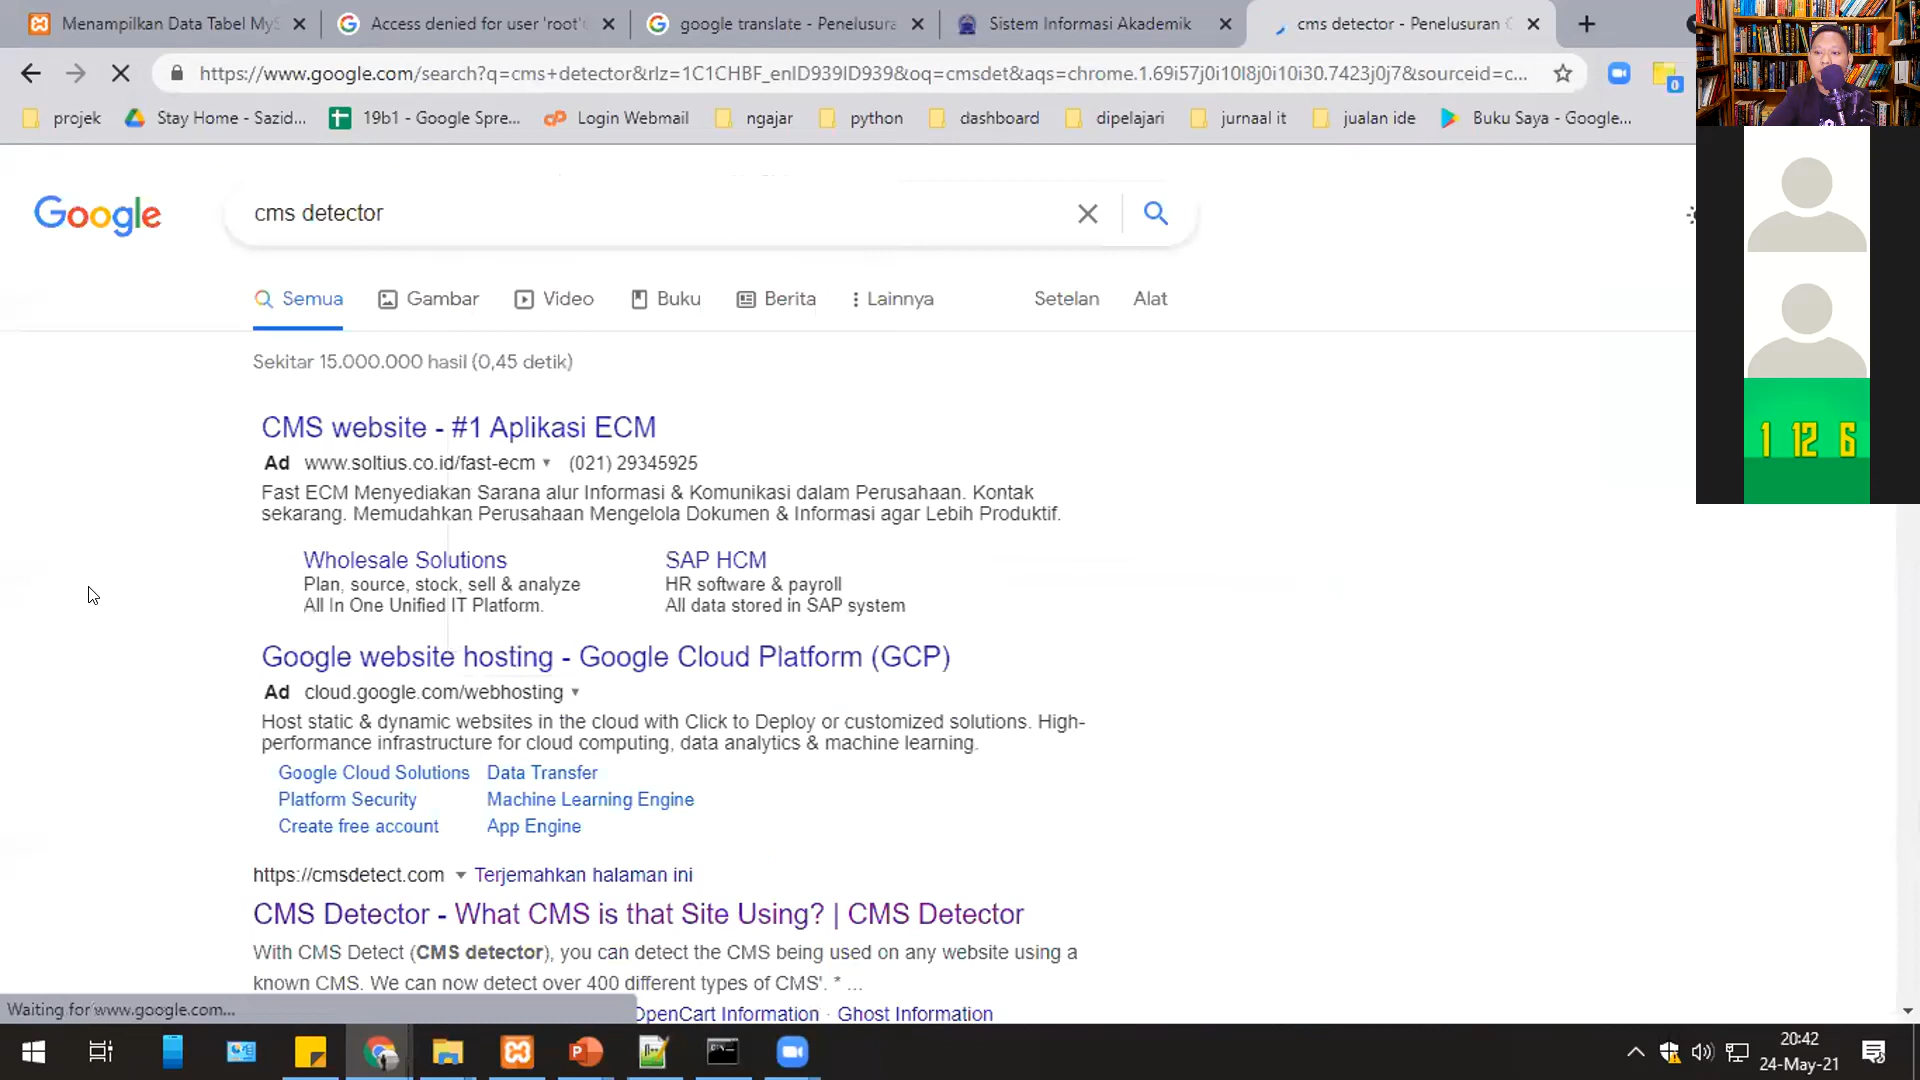 Menampilkan Data Tabel MyS
Access denied for user 'root'
google translate - Penelusura
Sistem Informasi Akademik
cms detector - Penelusuran
https://www.google.com/search?q=cms+detector&rlz=1C1CHBF_enID939ID939&oq=cmsdet&aqs=chrome.1.69i57j0i10l8j0i10i30.7423j0j7&sourceid=c...
0
projek
Stay Home - Sazid...
19b1 - Google Spre...
Login Webmail
ngajar
python
dashboard
dipelajari
jurnaal it
jualan ide
Buku Saya - Google...
Google
cms detector
Semua
Gambar
Video
Buku
Berita
Lainnya
Setelan
Alat
Sekitar 15.000.000 hasil (0,45 detik)
CMS website - #1 Aplikasi ECM
Ad www.soltius.co.id/fast-ecm (021) 29345925
Fast ECM Menyediakan Sarana alur Informasi & Komunikasi dalam Perusahaan. Kontak
sekarang. Memudahkan Perusahaan Mengelola Dokumen & Informasi agar Lebih Produktif.
Wholesale Solutions
Plan, source, stock, sell & analyze
All In One Unified IT Platform.
SAP HCM
HR software & payroll
All data stored in SAP system
Google website hosting - Google Cloud Platform (GCP)
Ad cloud.google.com/webhosting
Host static & dynamic websites in the cloud with Click to Deploy or customized solutions. High-
performance infrastructure for cloud computing, data analytics & machine learning.
Google Cloud Solutions
Data Transfer
Platform Security
Machine Learning Engine
Create free account
App Engine
https://cmsdetect.com Terjemahkan halaman ini
CMS Detector - What CMS is that Site Using? | CMS Detector
With CMS Detect (CMS detector), you can detect the CMS being used on any website using a
known CMS. We can now detect over 400 different types of CMS'. * ...
OpenCart Information · Ghost Information
Waiting for www.google.com...
1 12 6
20:42
24-May-21